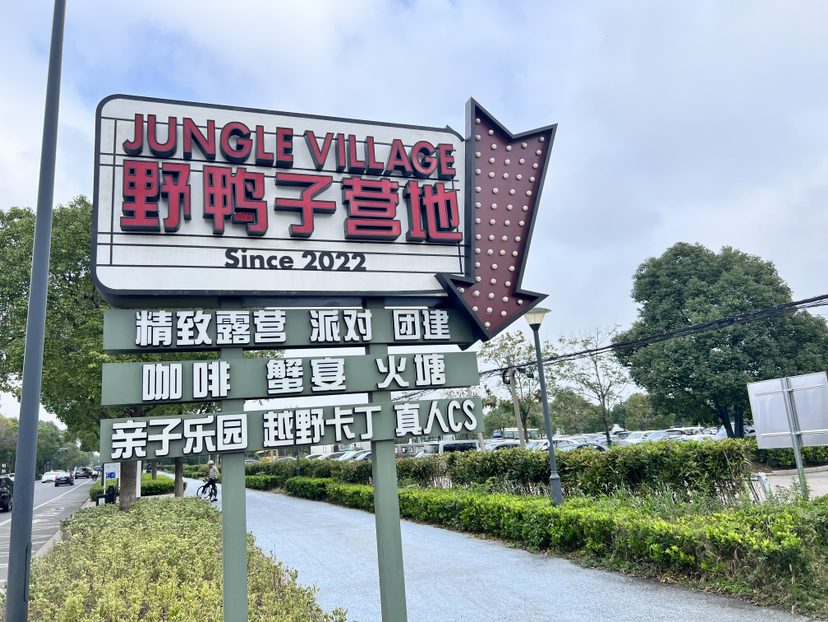 JUNGLE VILLAGE
野鸭子营地
Since 2022
精致露营 派对 团建
咖啡 蟹宴 火塘
亲子乐园 越野卡丁 真人CS